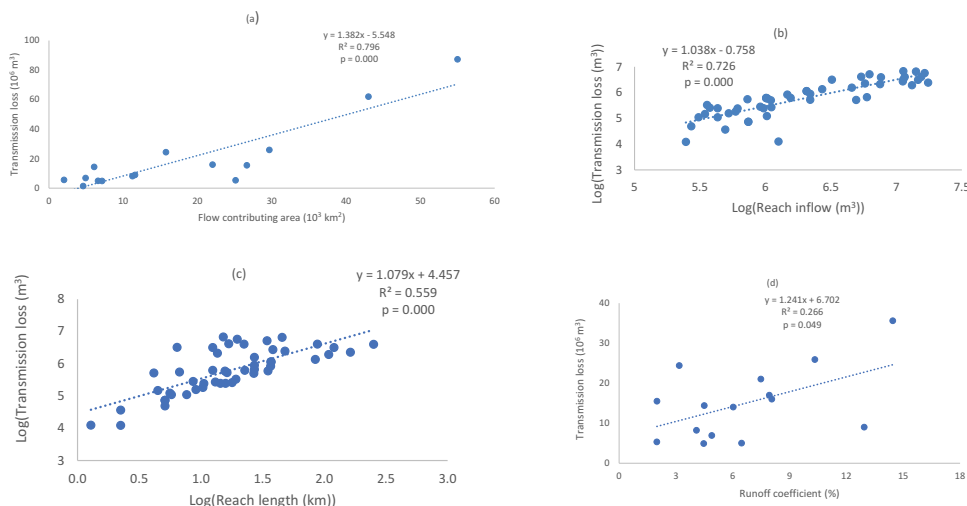 (a)
y = 1.382x - 5.548
R² = 0.796
p = 0.000
Transmisssion loss (10⁶ m³)
100
80
60
40
20
0
0 10 20 30 40 50 60
Flow contributing area (10³ km²)
(b)
y = 1.038x - 0.758
R² = 0.726
p = 0.000
Log(Transmission loss (m³))
7
6
5
4
3
5 5.5 6 6.5 7 7.5
Log(Reach inflow (m³))
(c)
y = 1.079x + 4.457
R² = 0.559
p = 0.000
Log(Transmission loss (m³)
8
7
6
5
4
3
0.0 0.5 1.0 1.5 2.0 2.5 3.0
Log(Reach length (km))
(d)
y = 1.241x + 6.702
R² = 0.266
p = 0.049
Transmission loss (10⁶ m³)
40
30
20
10
0
0 3 6 9 12 15 18
Runoff coefficient (%)